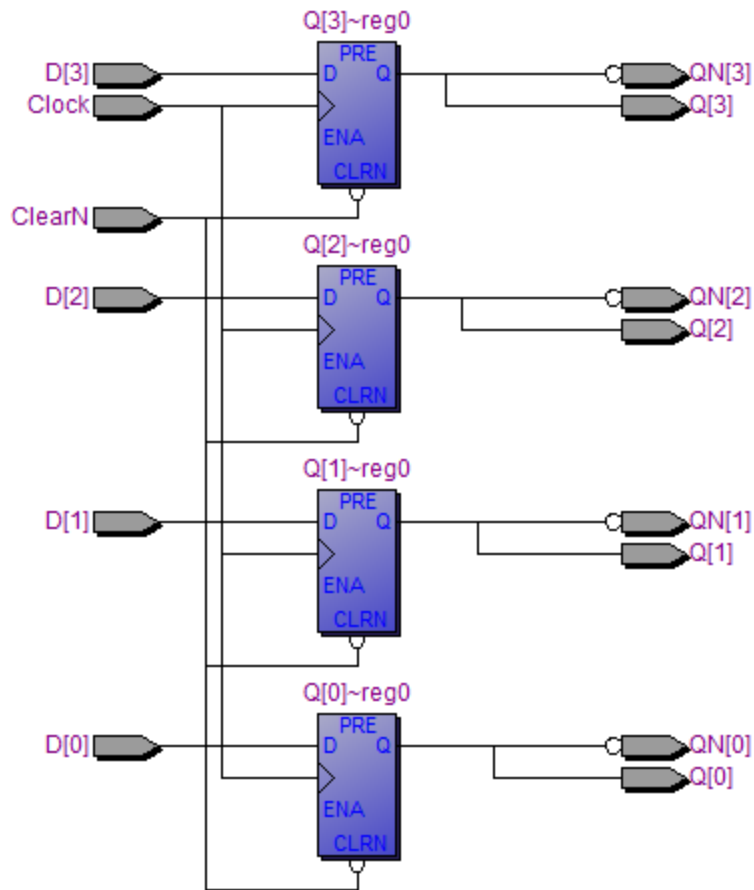 Q[3]~reg0
PRE
D[3] D Q QN[3]
Clock Q[3]
ENA
CLRN
ClearN
Q[2]~reg0
PRE
D[2] D Q QN[2]
Q[2]
ENA
CLRN
Q[1]~reg0
PRE
D[1] D Q QN[1]
Q[1]
ENA
CLRN
Q[0]~reg0
PRE
D[0] D Q QN[0]
Q[0]
ENA
CLRN